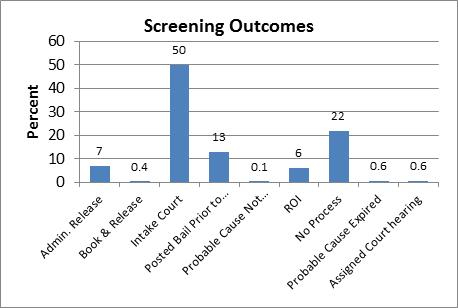 Screening Outcomes
Percent
60
50
40
30
20
10
0
7
0.4
50
13
0.1
6
22
0.6
0.6
Admin. Release
Book & Release
Intake Court
Posted Bail Prior to...
Probable Cause Not...
ROI
No Process
Probable Cause Expired
Assigned Court hearing